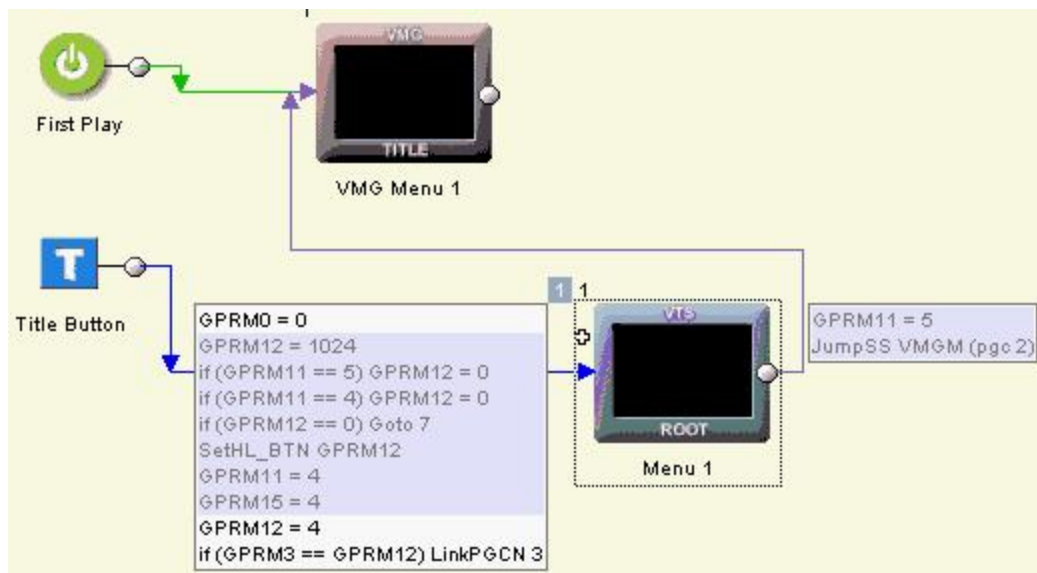 VMG
First Play
TITLE
VMG Menu 1
T
Title Button
1 1
GPRM0 = 0
GPRM12 = 1024
if (GPRM11 == 5) GPRM12 = 0
if (GPRM11 == 4) GPRM12 = 0
if (GPRM12 == 0) Goto 7
SetHL_BTN GPRM12
GPRM11 = 4
GPRM15 = 4
GPRM12 = 4
if (GPRM3 == GPRM12) LinkPGCN 3
VTS
ROOT
Menu 1
GPRM11 = 5
JumpSS VMGM (pgc 2)